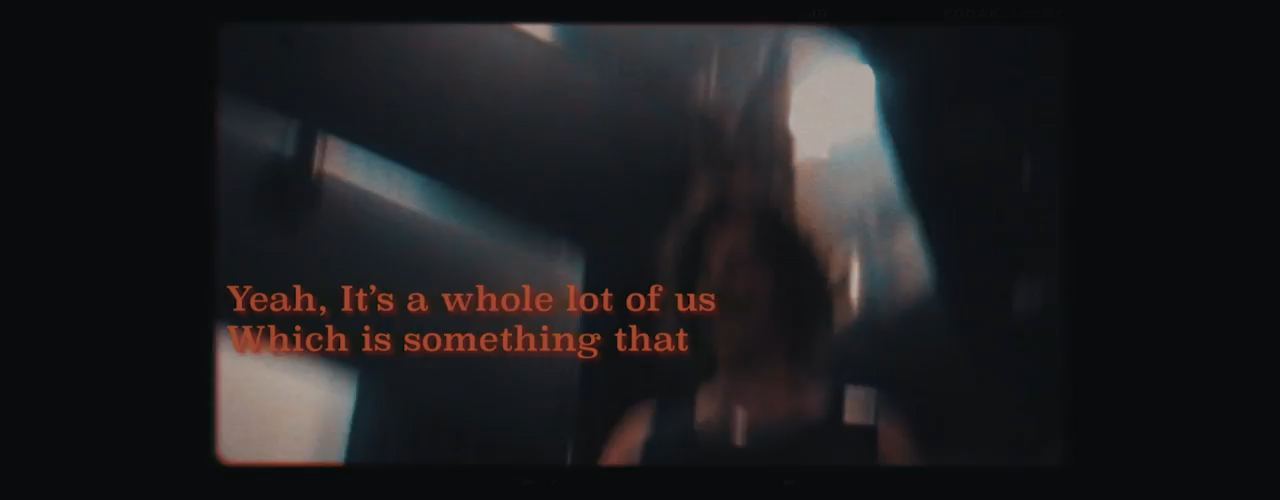 Yeah, It’s a whole lot of us
Which is something that